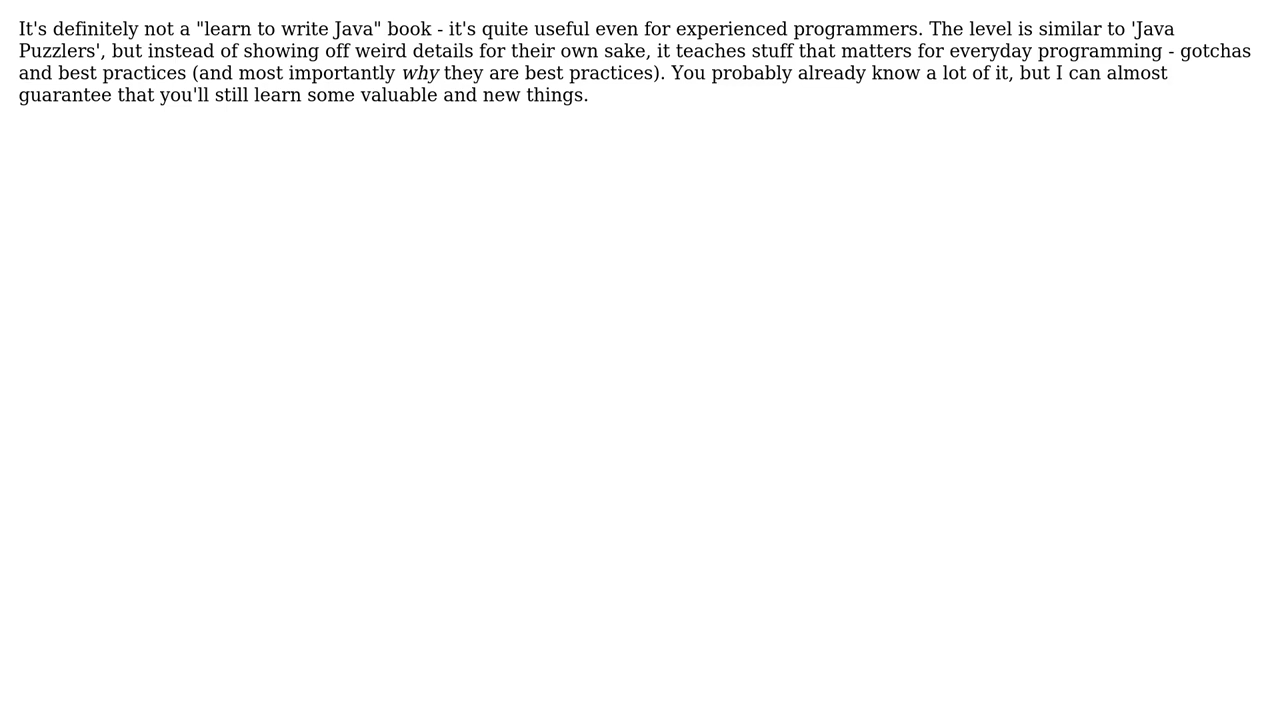 It's definitely not a "learn to write Java" book - it's quite useful even for experienced programmers. The level is similar to 'Java
Puzzlers', but instead of showing off weird details for their own sake, it teaches stuff that matters for everyday programming - gotchas
and best practices (and most importantly why they are best practices). You probably already know a lot of it, but I can almost
guarantee that you'll still learn some valuable and new things.